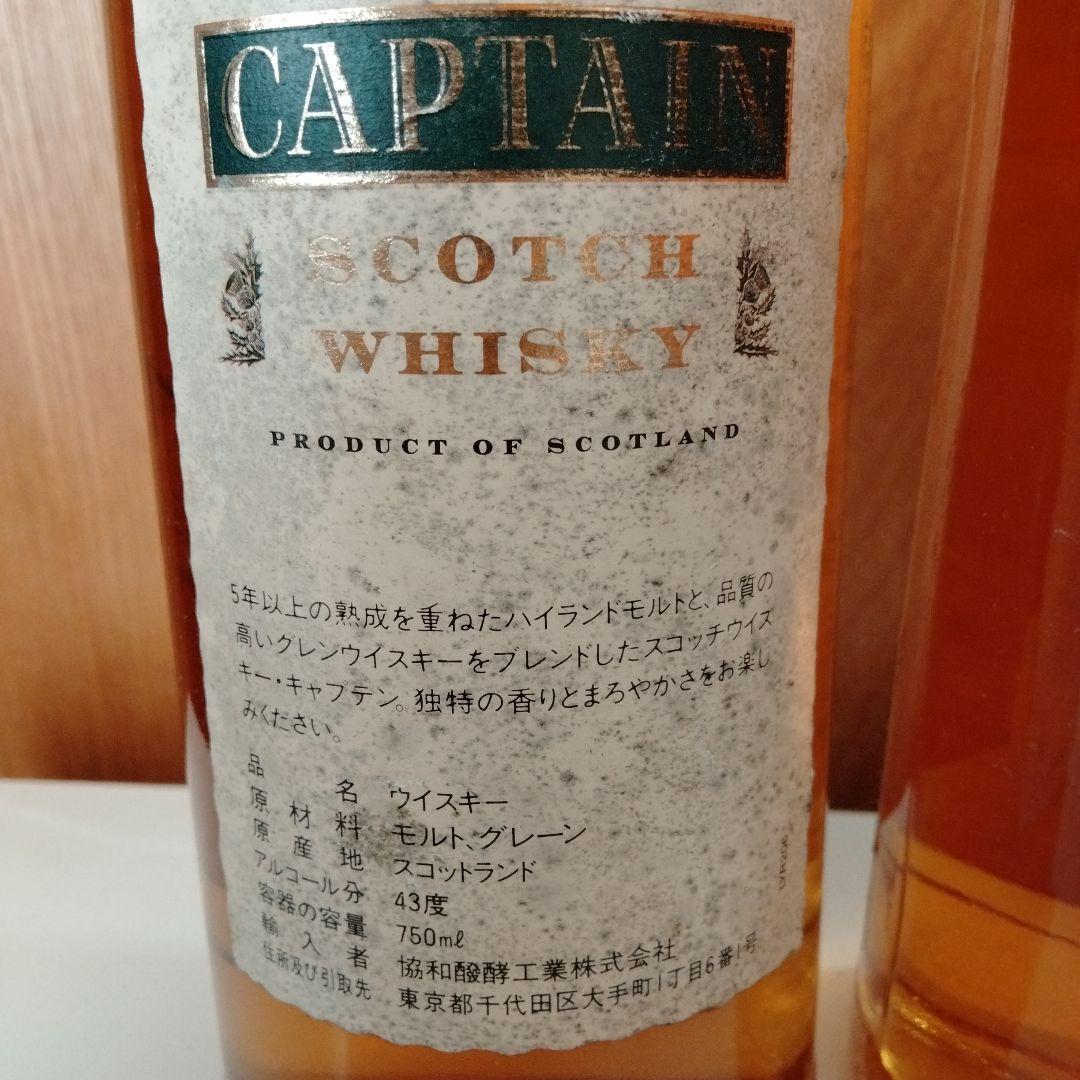 CAPTAIN
SCOTCH
WHISKY
PRODUCT OF SCOTLAND
5年以上の熟成を重ねたハイランドモルトと、品質の
高いグレンウイスキーをブレンドしたスコッチウイス
キー・キャプテン。独特の香りとまろやかさをお楽し
みください。
品名 ウイスキー
原材料 モルト、グレーン
原産地 スコットランド
アルコール分 43度
容器の容量 750mℓ
輸入者 協和醱酵工業株式会社
住所及び引取先 東京都千代田区大手町1丁目6番1号